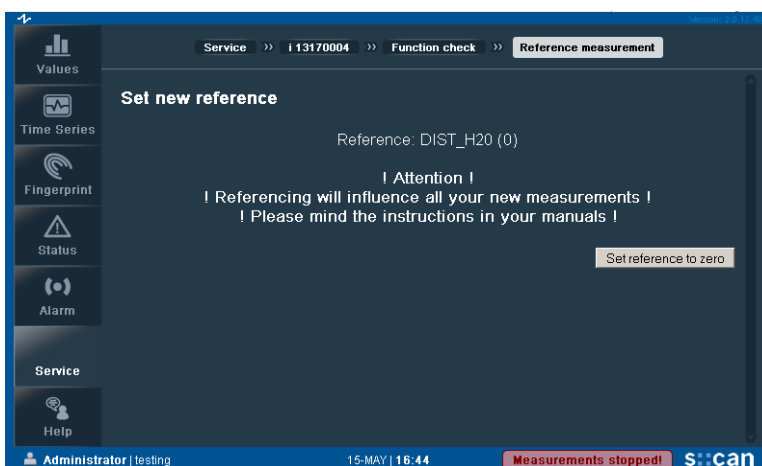 Version: 2.0.13.46
Service >> i 13170004 >> Function check >> Reference measurement
Values
Time Series
Fingerprint
Status
Alarm
Service
Help
Set new reference
Reference: DIST_H20 (0)
! Attention !
! Referencing will influence all your new measurements !
! Please mind the instructions in your manuals !
Set reference to zero
Administrator | testing
15-MAY | 16:44
Measurements stopped!
s::can